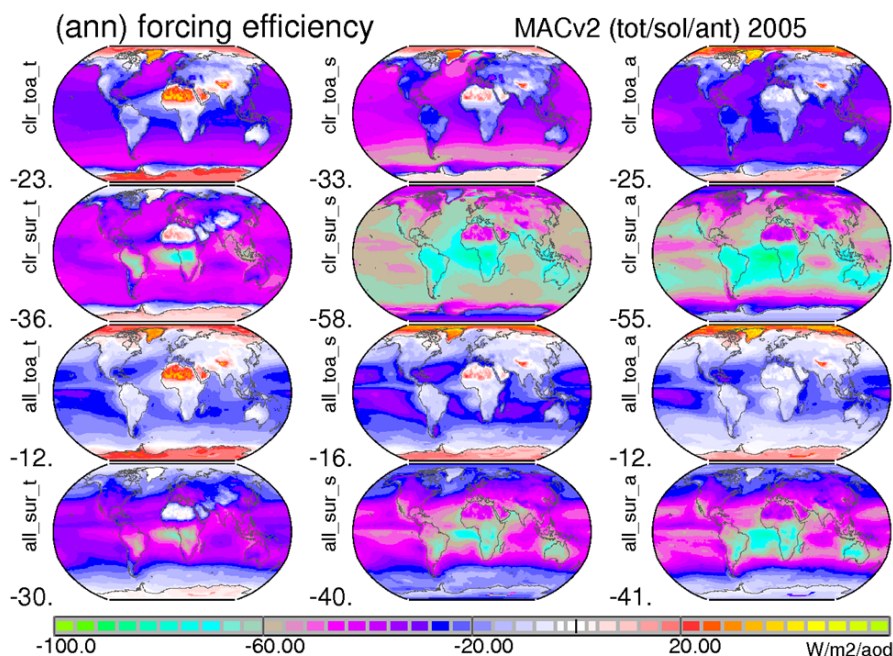 (ann) forcing efficiency
MACv2 (tot/sol/ant) 2005
clr_toa_t
clr_toa_s
clr_toa_a
-23.
-33.
-25.
clr_sur_t
clr_sur_s
clr_sur_a
-36.
-58.
-55.
all_toa_t
all_toa_s
all_toa_a
-12.
-16.
-12.
all_sur_t
all_sur_s
all_sur_a
-30.
-40.
-41.
-100.0
-60.00
-20.00
20.00
W/m2/aod